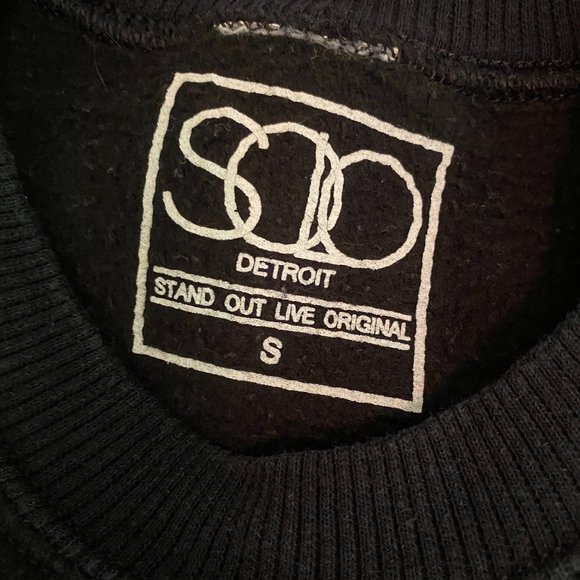 SOLO
DETROIT
STAND OUT LIVE ORIGINAL
S